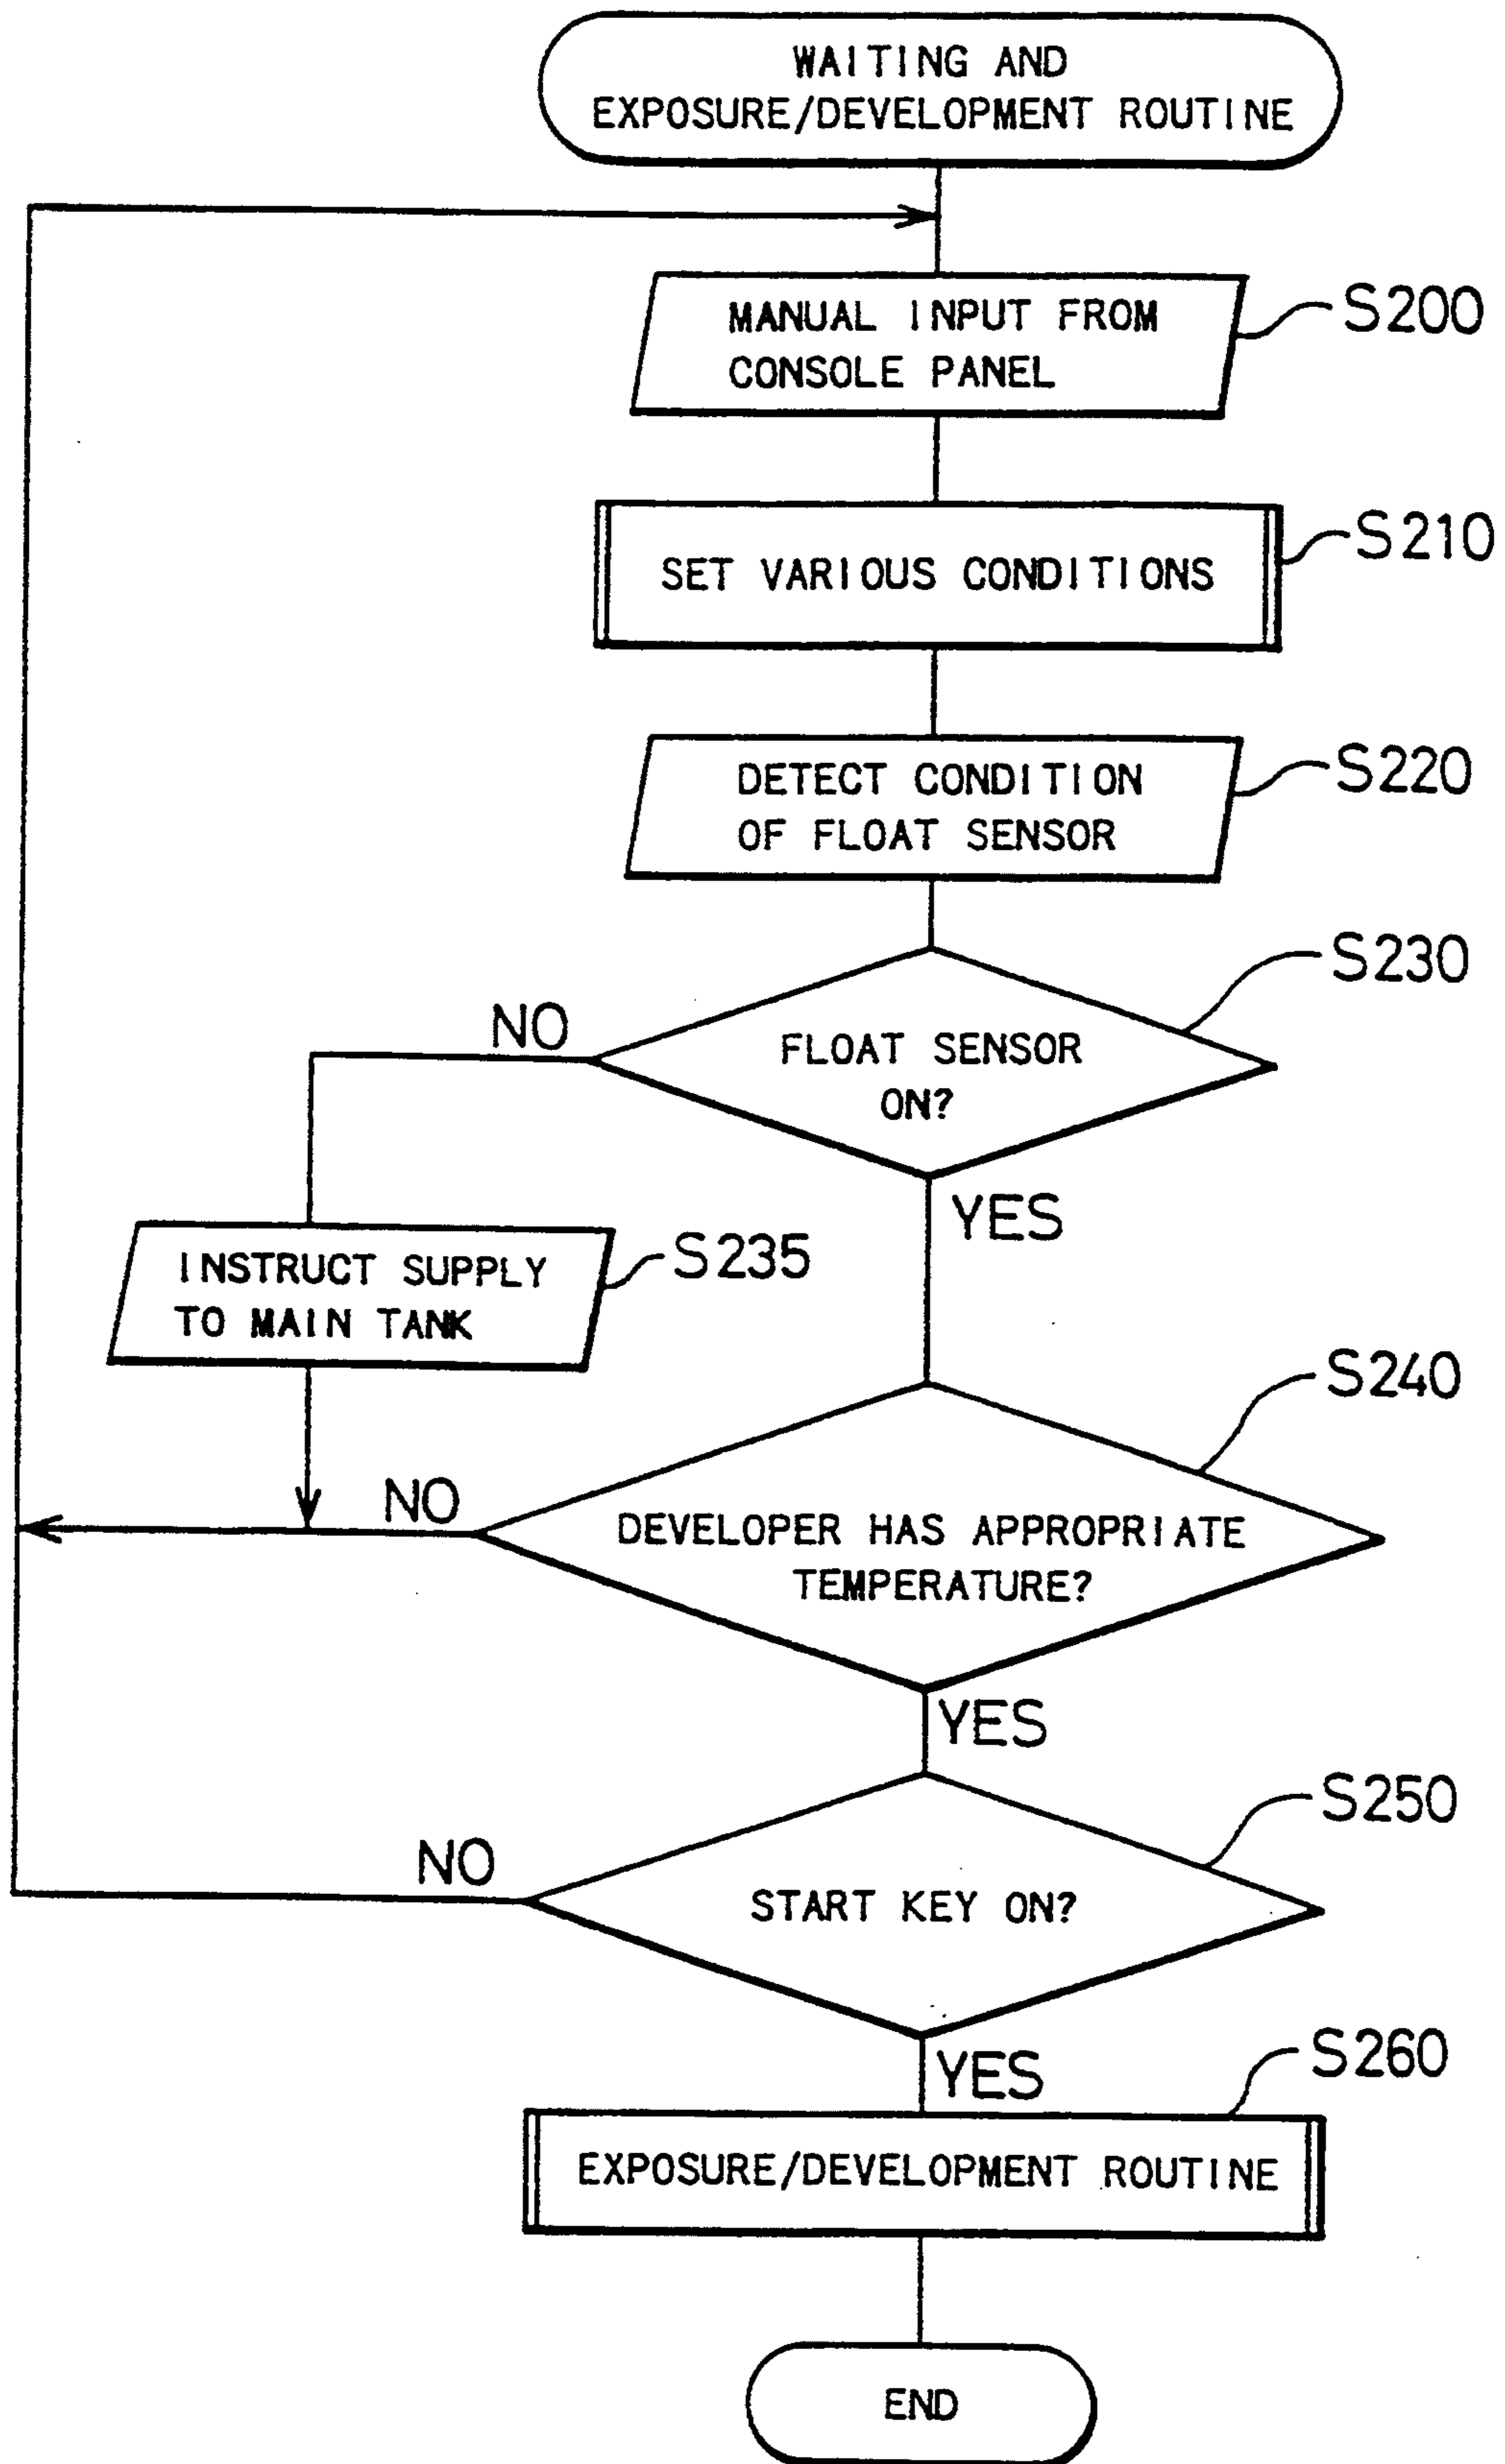 WAITING AND
EXPOSURE/DEVELOPMENT ROUTINE
MANUAL INPUT FROM
CONSOLE PANEL
S200
SET VARIOUS CONDITIONS
S210
DETECT CONDITION
OF FLOAT SENSOR
S220
FLOAT SENSOR
ON?
S230
NO
YES
INSTRUCT SUPPLY
TO MAIN TANK
S235
DEVELOPER HAS APPROPRIATE
TEMPERATURE?
S240
NO
YES
START KEY ON?
S250
NO
YES
EXPOSURE/DEVELOPMENT ROUTINE
S260
END